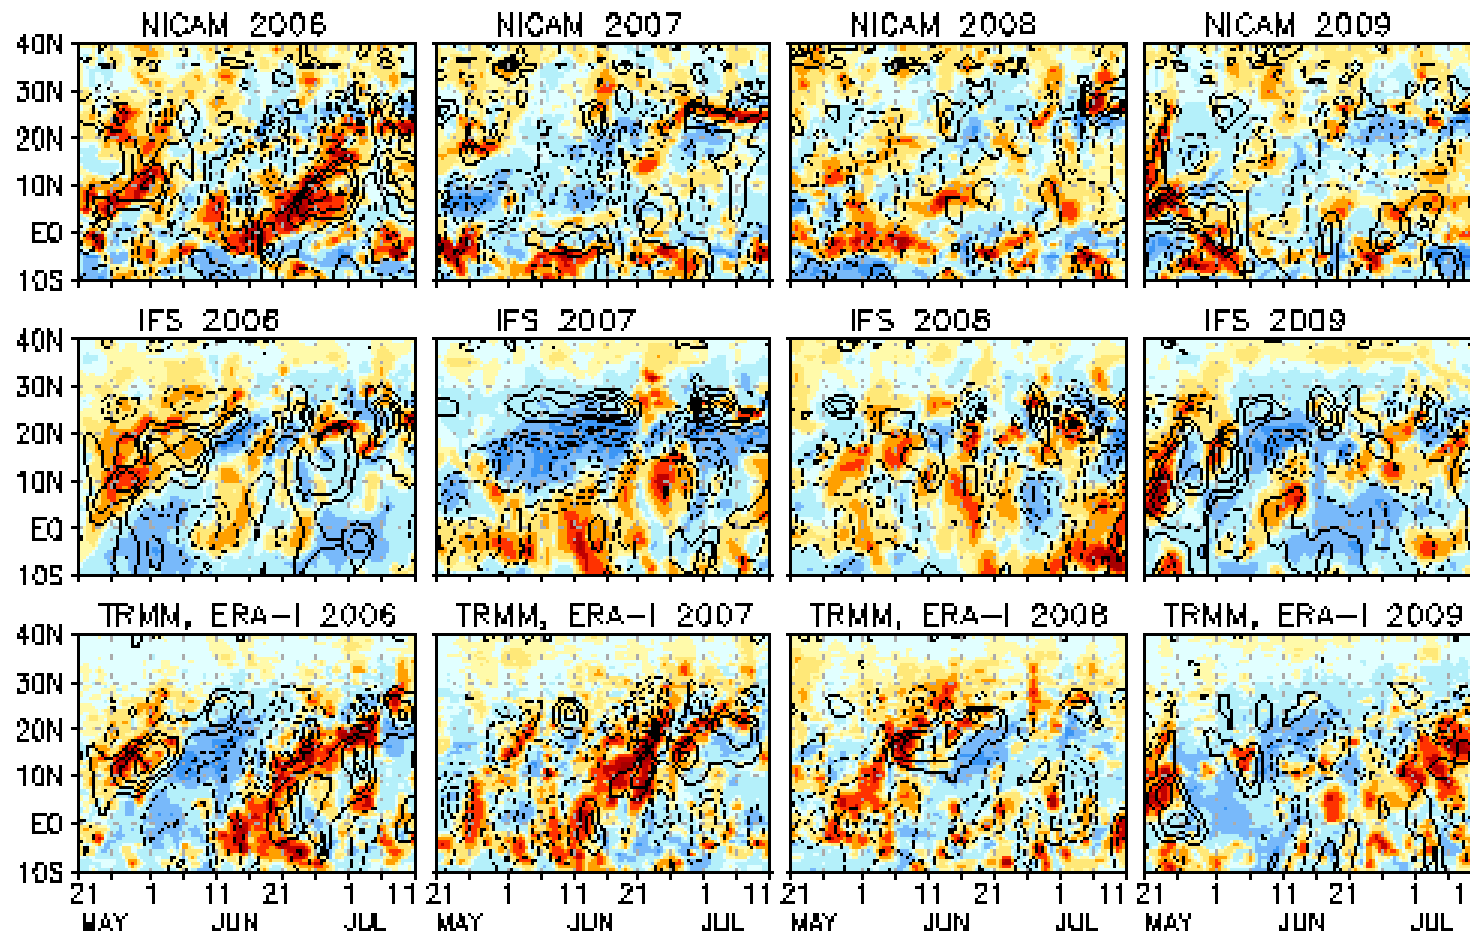 NICAM 2006 NICAM 2007 NICAM 2008 NICAM 2009
40N
30N
20N
10N
EQ
10S
IFS 2006 IFS 2007 IFS 2008 IFS 2009
40N
30N
20N
10N
EQ
10S
TRMM, ERA-I 2006 TRMM, ERA-I 2007 TRMM, ERA-I 2008 TRMM, ERA-I 2009
40N
30N
20N
10N
EQ
10S
21 1 11 21 1 11 21 1 11 21 1 11 21 1 11 21 1 11 21 1 11 21 1 11
MAY JUN JUL MAY JUN JUL MAY JUN JUL MAY JUN JUL